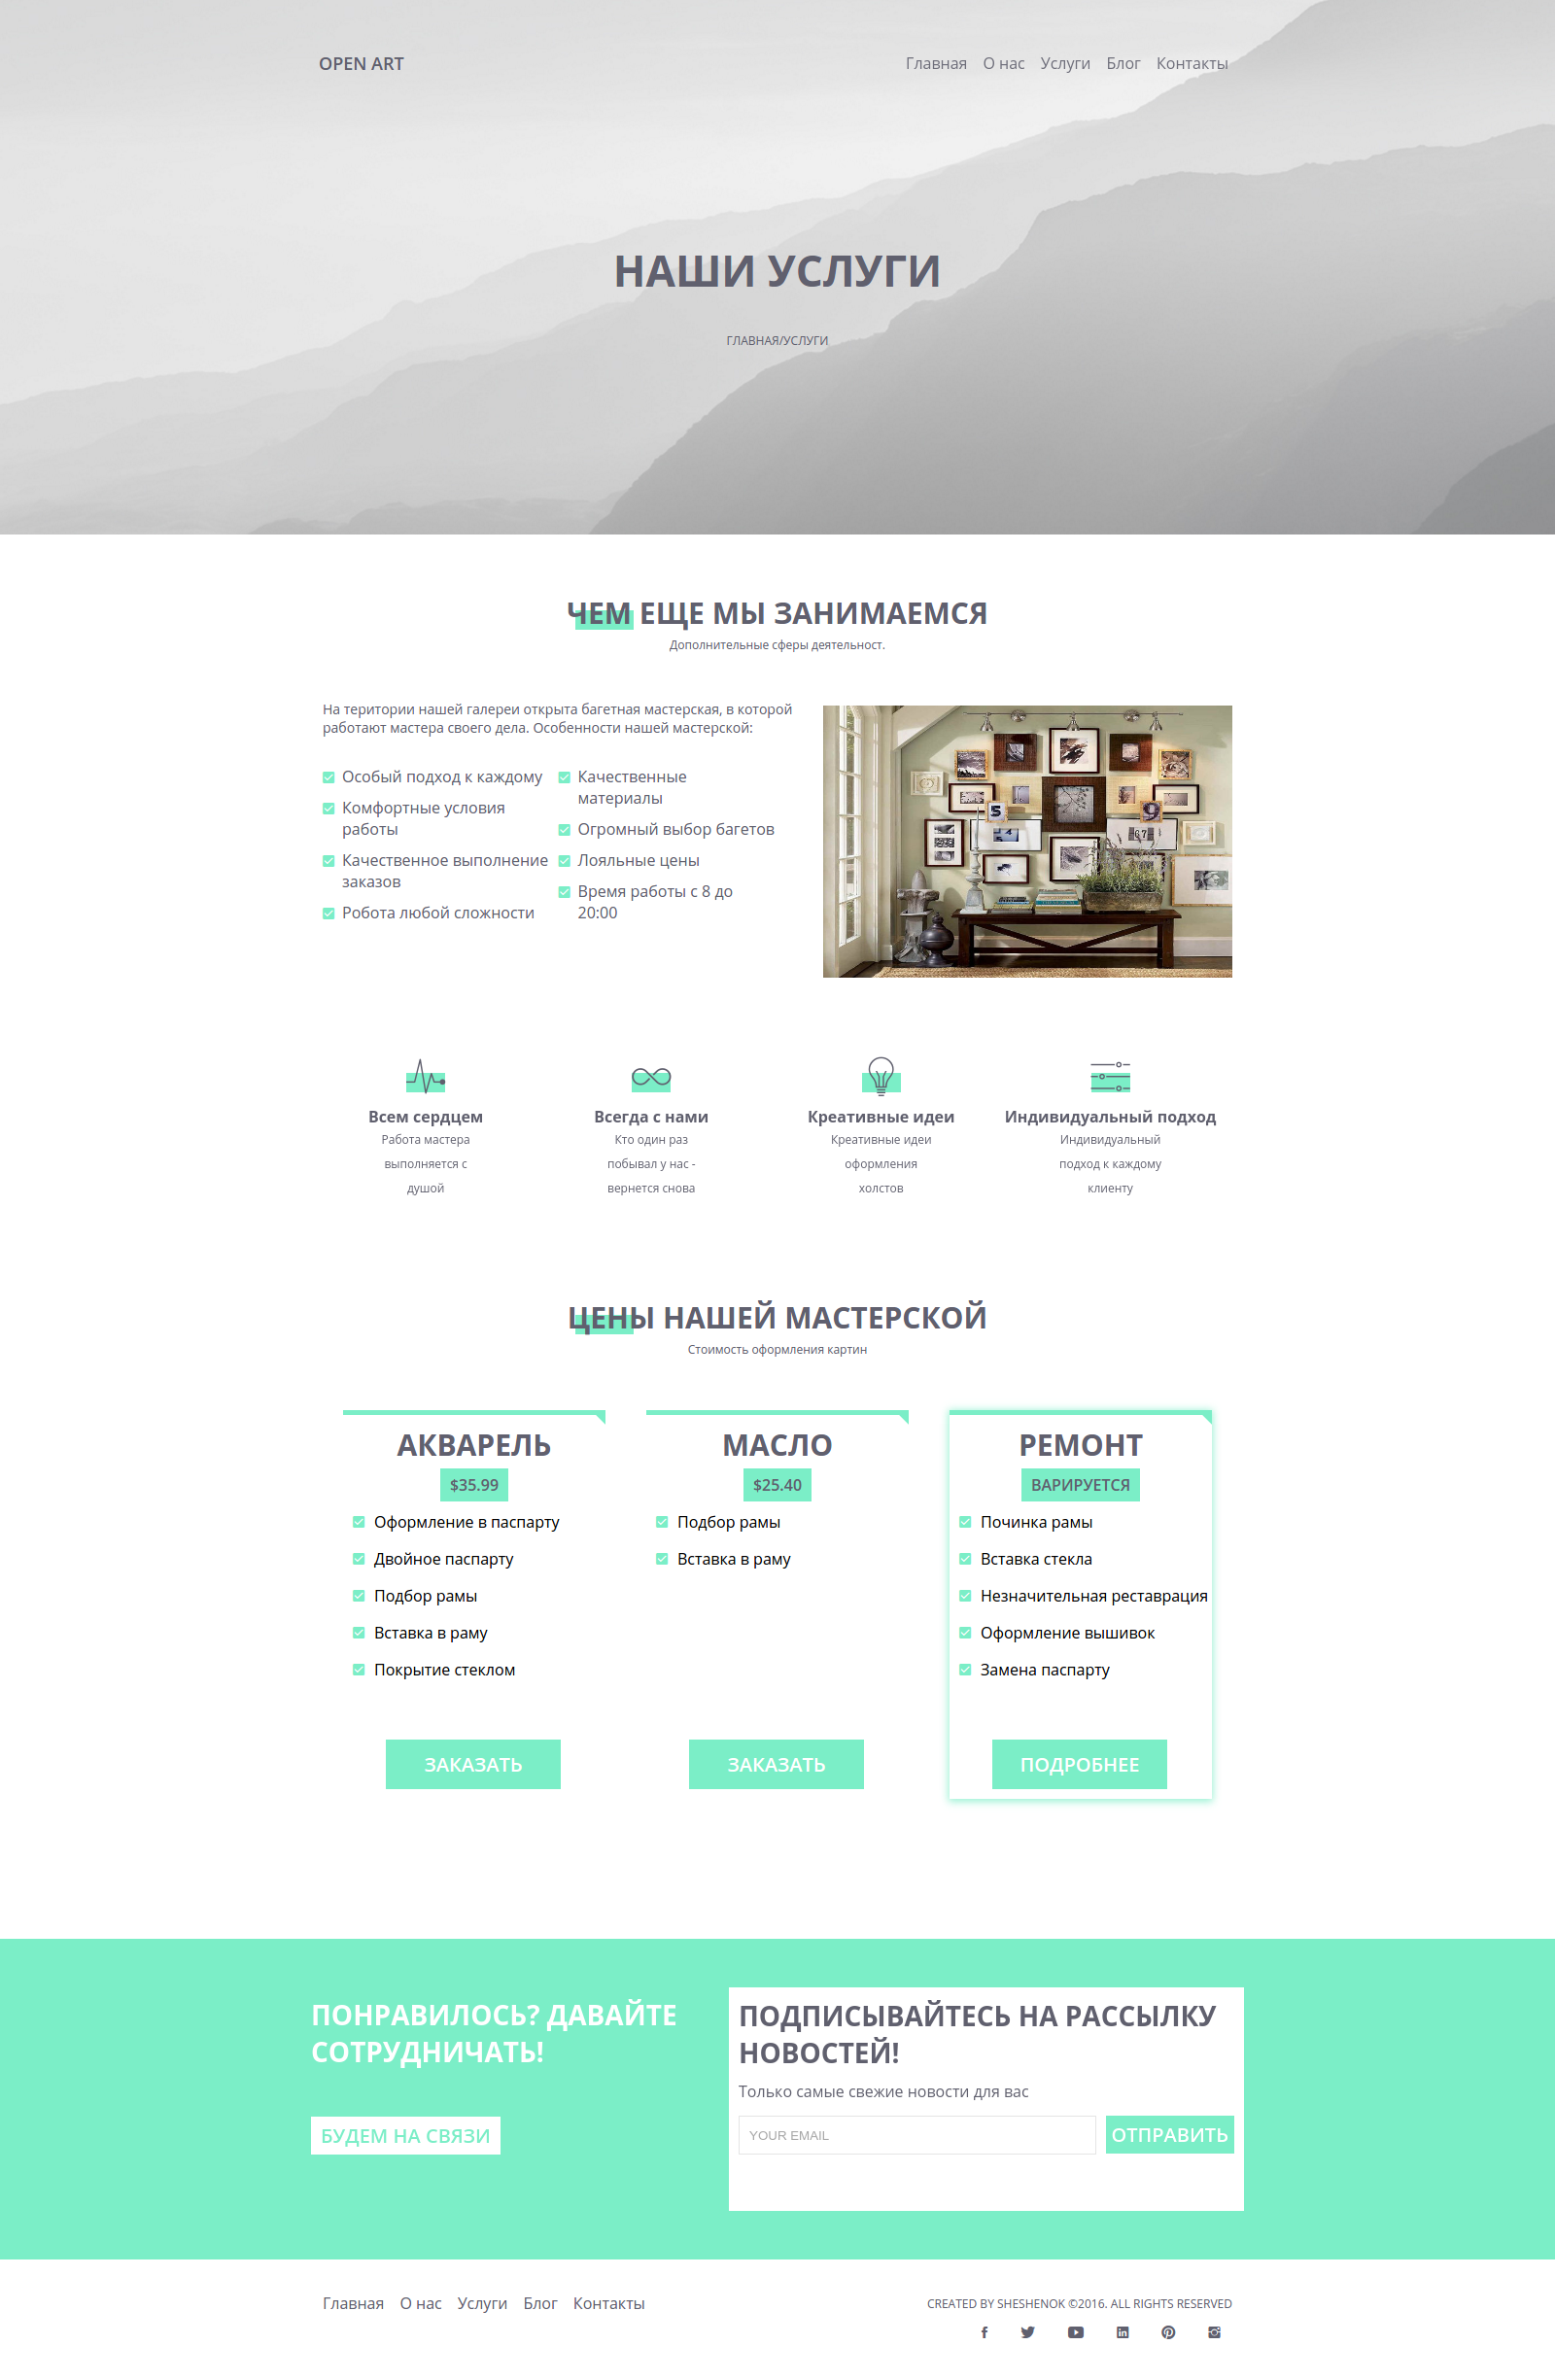 OPEN ART
Главная О нас Услуги Блог Контакты
НАШИ УСЛУГИ
ГЛАВНАЯ/УСЛУГИ
ЧЕМ ЕЩЕ МЫ ЗАНИМАЕМСЯ
Дополнительные сферы деятельност.
На територии нашей галереи открыта багетная мастерская, в которой
работают мастера своего дела. Особенности нашей мастерской:
Особый подход к каждому
Комфортные условия
работы
Качественное выполнение
заказов
Робота любой сложности
Качественные
материалы
Огромный выбор багетов
Лояльные цены
Время работы с 8 до
20:00
5
67
Всем сердцем
Работа мастера
выполняется с
душой
Всегда с нами
Кто один раз
побывал у нас -
вернется снова
Креативные идеи
Креативные идеи
оформления
холстов
Индивидуальный подход
Индивидуальный
подход к каждому
клиенту
ЦЕНЫ НАШЕЙ МАСТЕРСКОЙ
Стоимость оформления картин
АКВАРЕЛЬ
$35.99
Оформление в паспарту
Двойное паспарту
Подбор рамы
Вставка в раму
Покрытие стеклом
ЗАКАЗАТЬ
МАСЛО
$25.40
Подбор рамы
Вставка в раму
ЗАКАЗАТЬ
РЕМОНТ
ВАРИРУЕТСЯ
Починка рамы
Вставка стекла
Незначительная реставрация
Оформление вышивок
Замена паспарту
ПОДРОБНЕЕ
ПОНРАВИЛОСЬ? ДАВАЙТЕ
СОТРУДНИЧАТЬ!
БУДЕМ НА СВЯЗИ
ПОДПИСЫВАЙТЕСЬ НА РАССЫЛКУ
НОВОСТЕЙ!
Только самые свежие новости для вас
YOUR EMAIL
ОТПРАВИТЬ
Главная О нас Услуги Блог Контакты
CREATED BY SHESHENOK ©2016. ALL RIGHTS RESERVED